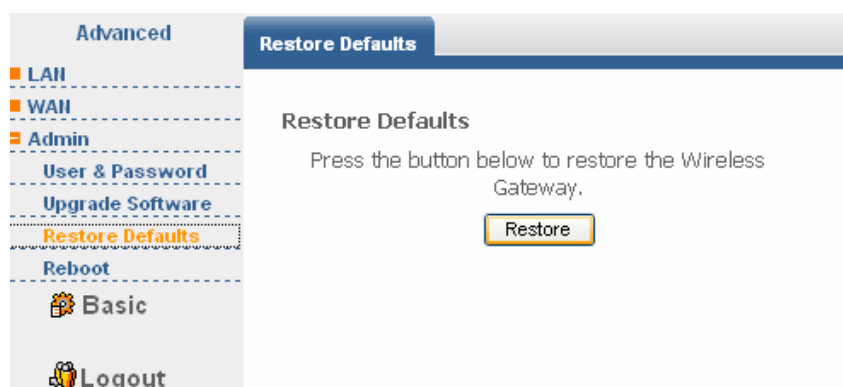 Advanced
LAN
WAN
Admin
User & Password
Upgrade Software
Restore Defaults
Reboot
Basic
Logout
Restore Defaults
Restore Defaults
Press the button below to restore the Wireless
Gateway.
Restore